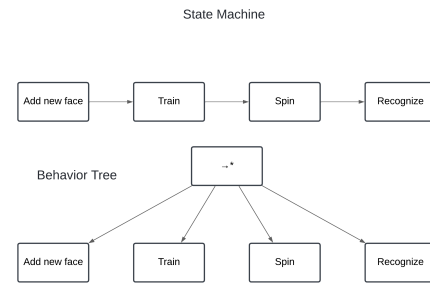 State Machine
Add new face
Train
Spin
Recognize
→*
Behavior Tree
Add new face
Train
Spin
Recognize